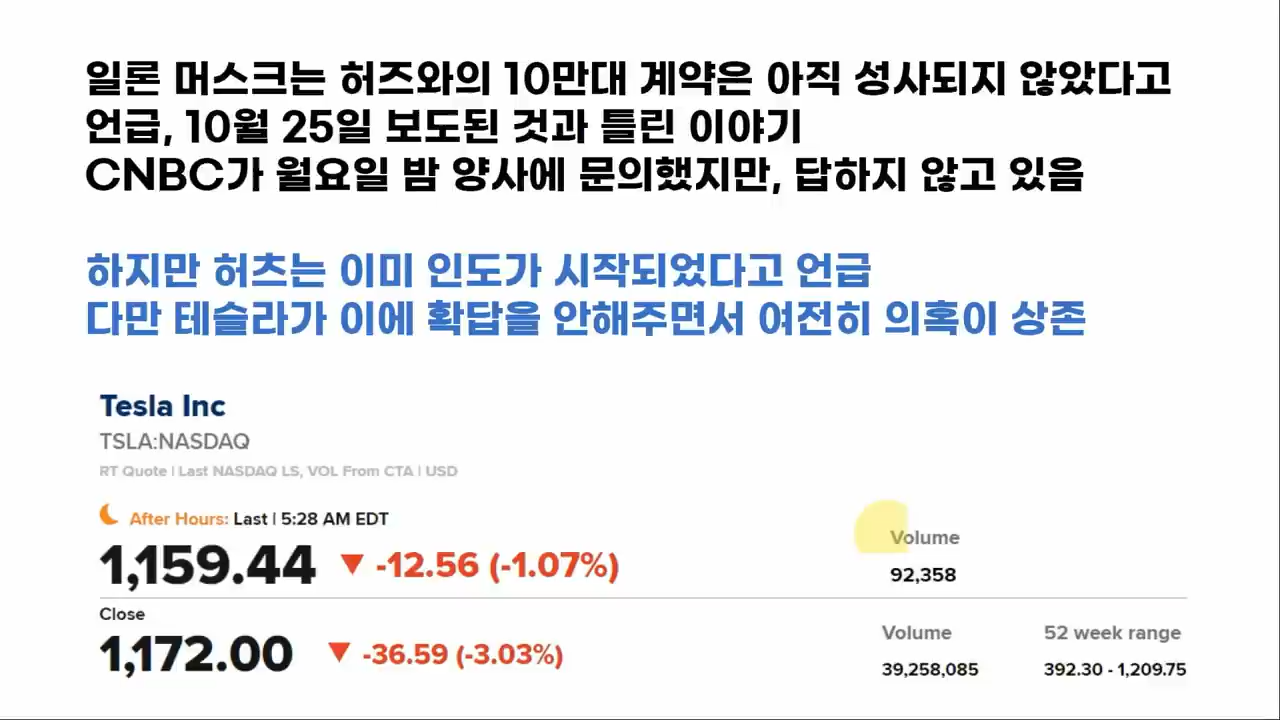 일론 머스크는 허즈와의 10만대 계약은 아직 성사되지 않았다고
언급, 10월 25일 보도된 것과 틀린 이야기
CNBC가 월요일 밤 양사에 문의했지만, 답하지 않고 있음
하지만 허츠는 이미 인도가 시작되었다고 언급
다만 테슬라가 이에 확답을 안해주면서 여전히 의혹이 상존
Tesla Inc
TSLA:NASDAQ
RT Quote | Last NASDAQ LS, VOL From CTA | USD
After Hours: Last | 5:28 AM EDT
1,159.44 ▼ -12.56 (-1.07%)
Volume
92,358
Close
1,172.00 ▼ -36.59 (-3.03%)
Volume
39,258,085
52 week range
392.30 - 1,209.75